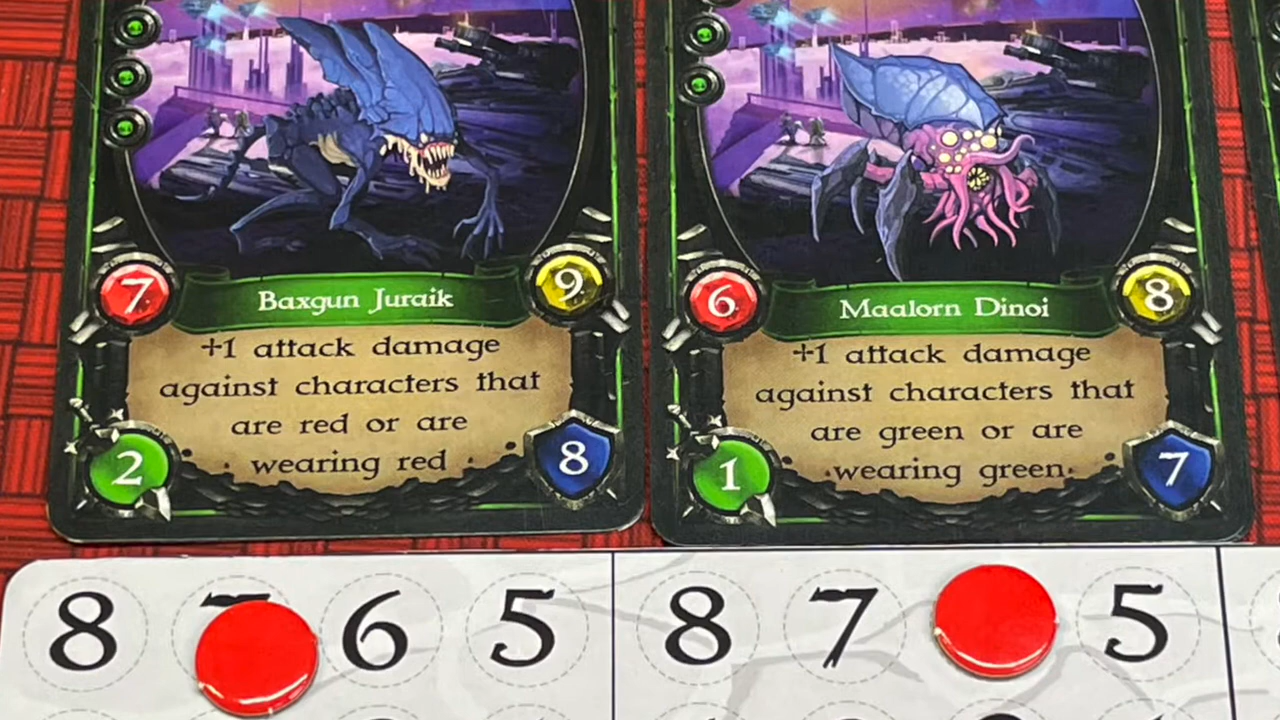 7
Baxgun Juraik
9
+1 attack damage
against characters that
are red or are
wearing red
2
8
6
Maalorn Dinoi
8
+1 attack damage
against characters that
are green or are
wearing green
1
7
8 7 6 5
8 7 5